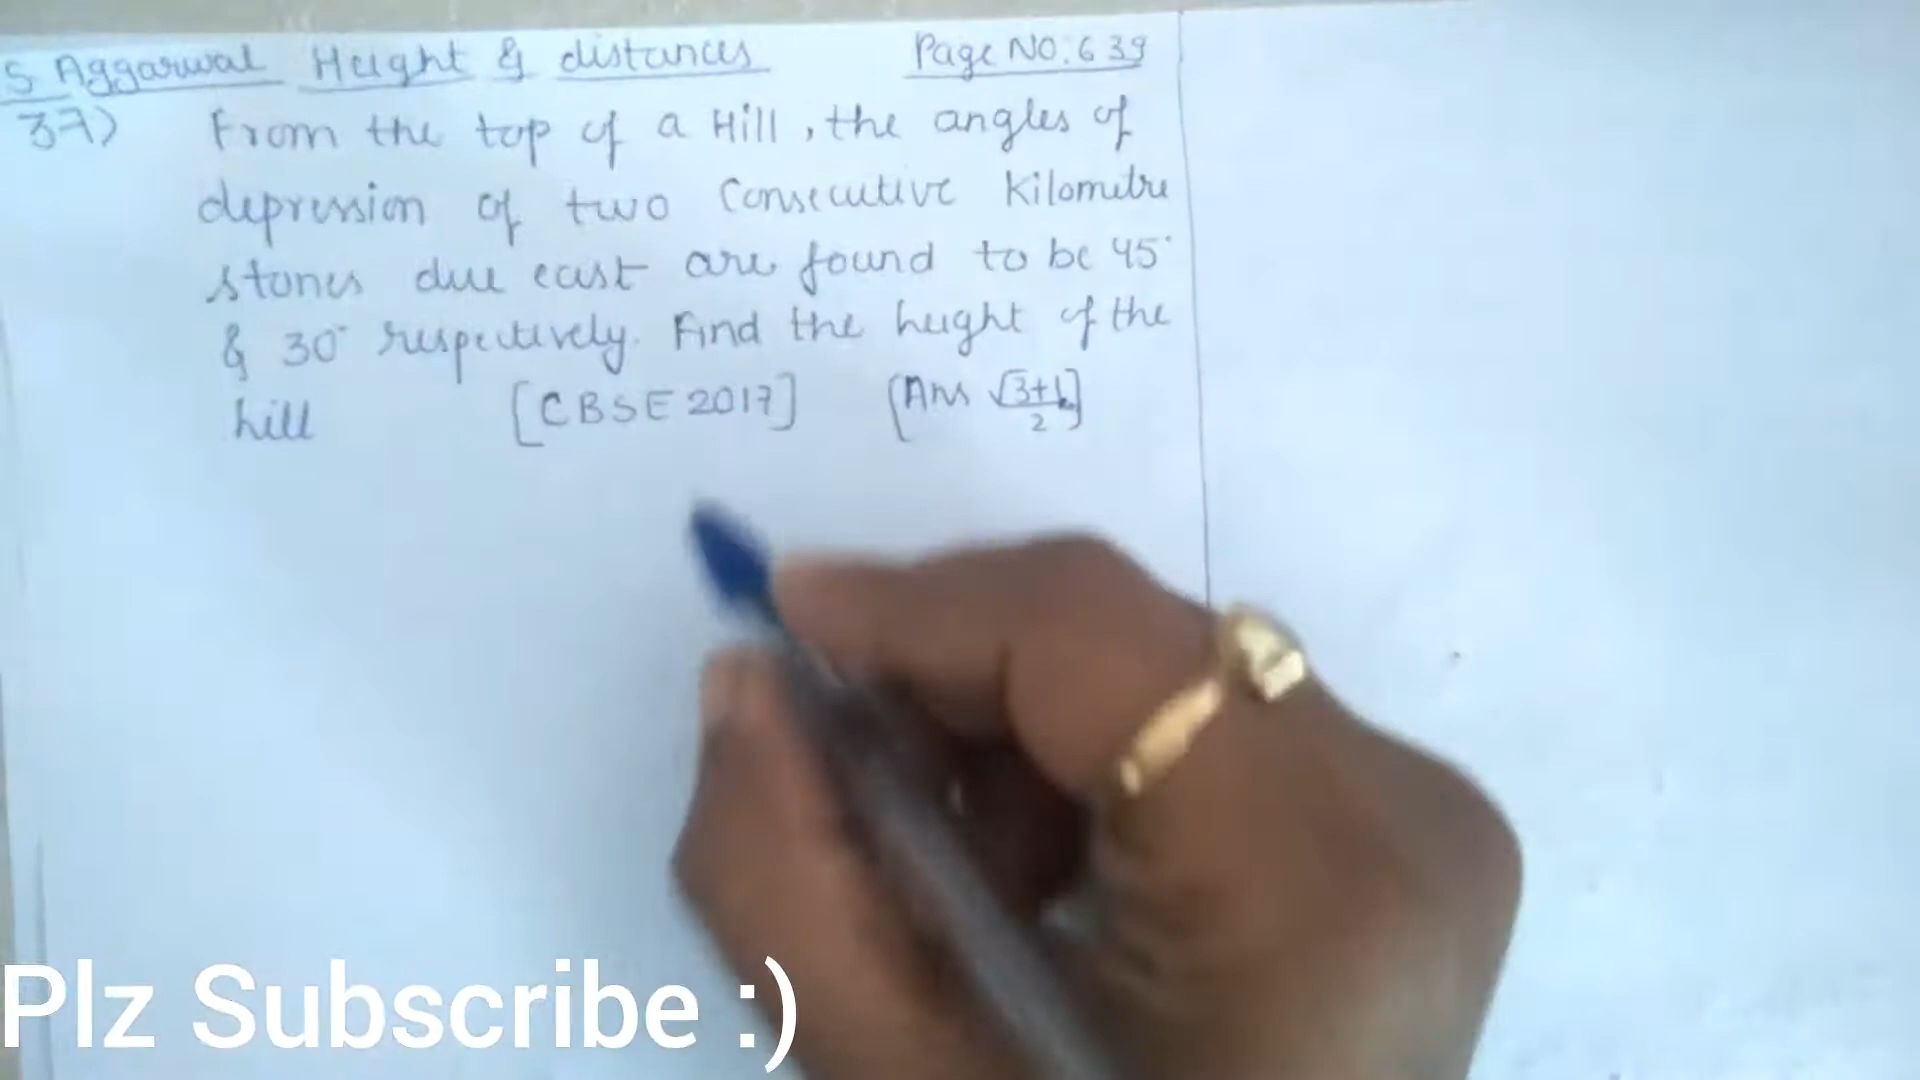 S Aggarwal Height & distances Page NO: 639
37) From the top of a Hill, the angles of
depression of two Consecutive Kilometre
stones due east are found to be 45°
& 30° respectively. Find the height of the
hill [CBSE 2017] [Ans √3+1/2]
Plz Subscribe :)